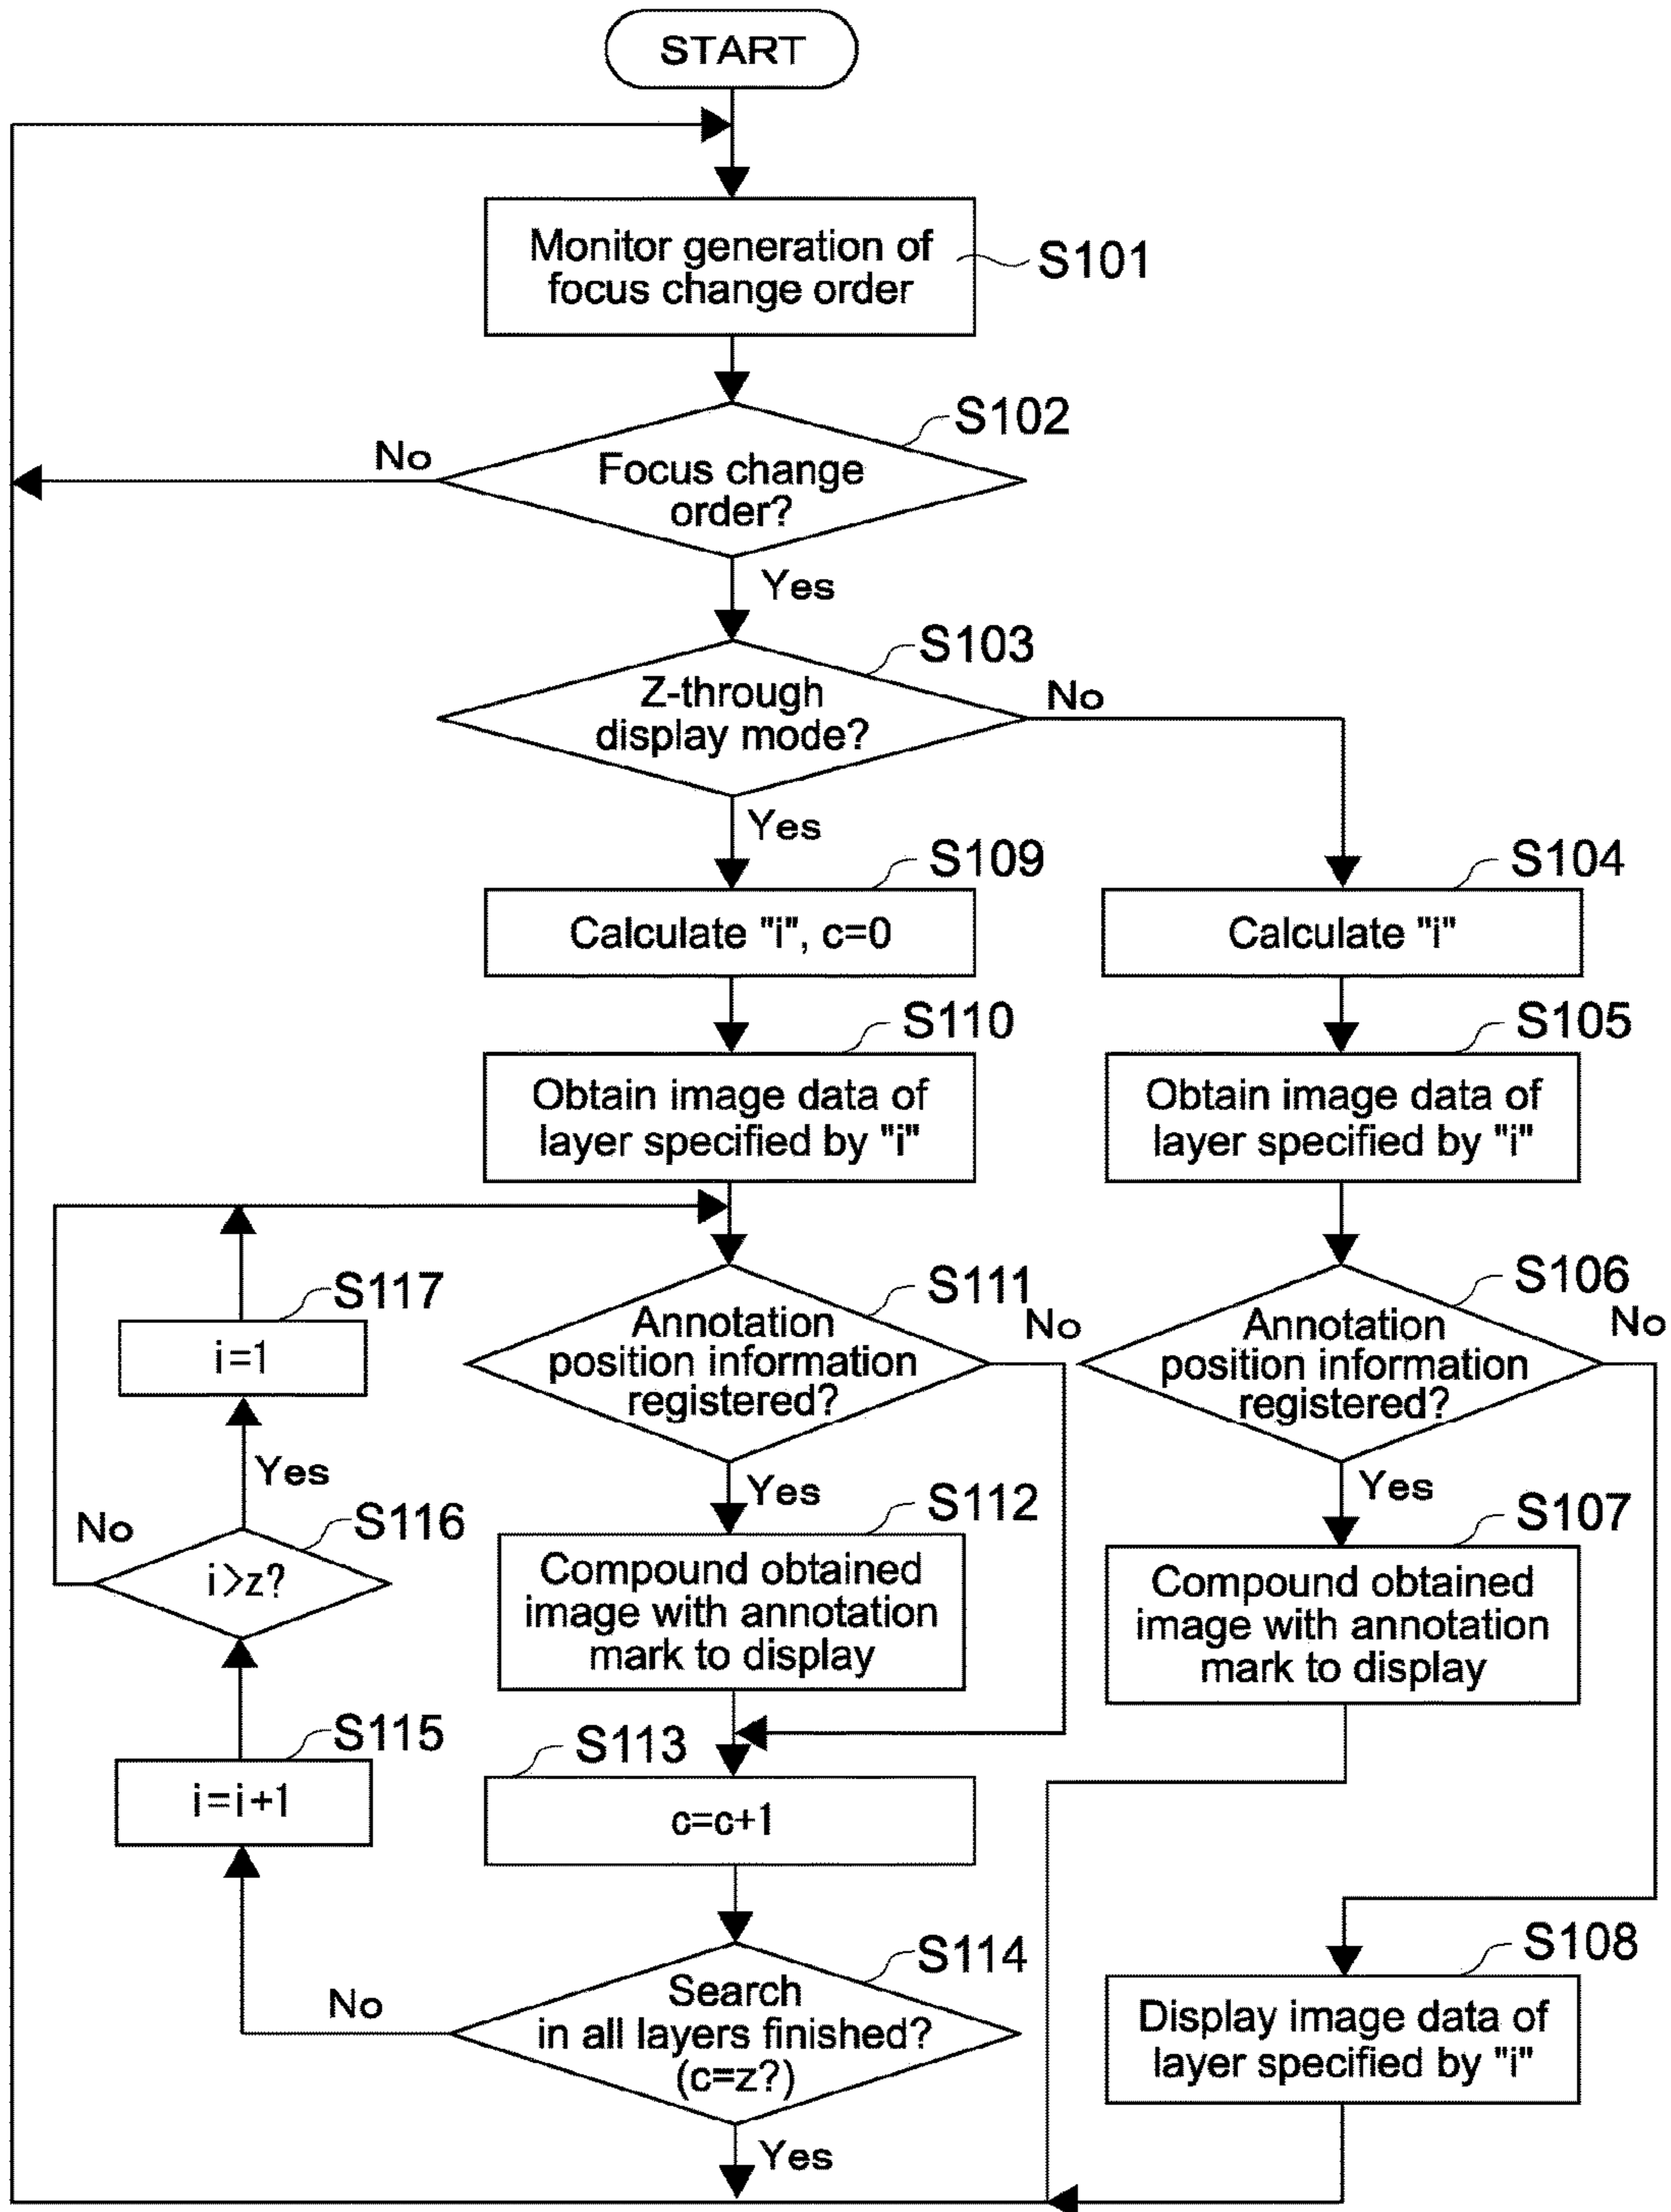 START
Monitor generation of
focus change order
S101
S102
No
Focus change
order?
Yes
S103
Z-through
display mode?
No
Yes
S109
S104
Calculate "i", c=0
Calculate "i"
S110
S105
Obtain image data of
layer specified by "i"
Obtain image data of
layer specified by "i"
S117
i=1
S111
Annotation
position information
registered?
No
S106
Annotation
position information
registered?
No
Yes
S116
i>z?
No
Yes
S112
Compound obtained
image with annotation
mark to display
Yes
S107
Compound obtained
image with annotation
mark to display
S115
i=i+1
S113
c=c+1
S114
Search
in all layers finished?
(c=z?)
No
Yes
S108
Display image data of
layer specified by "i"